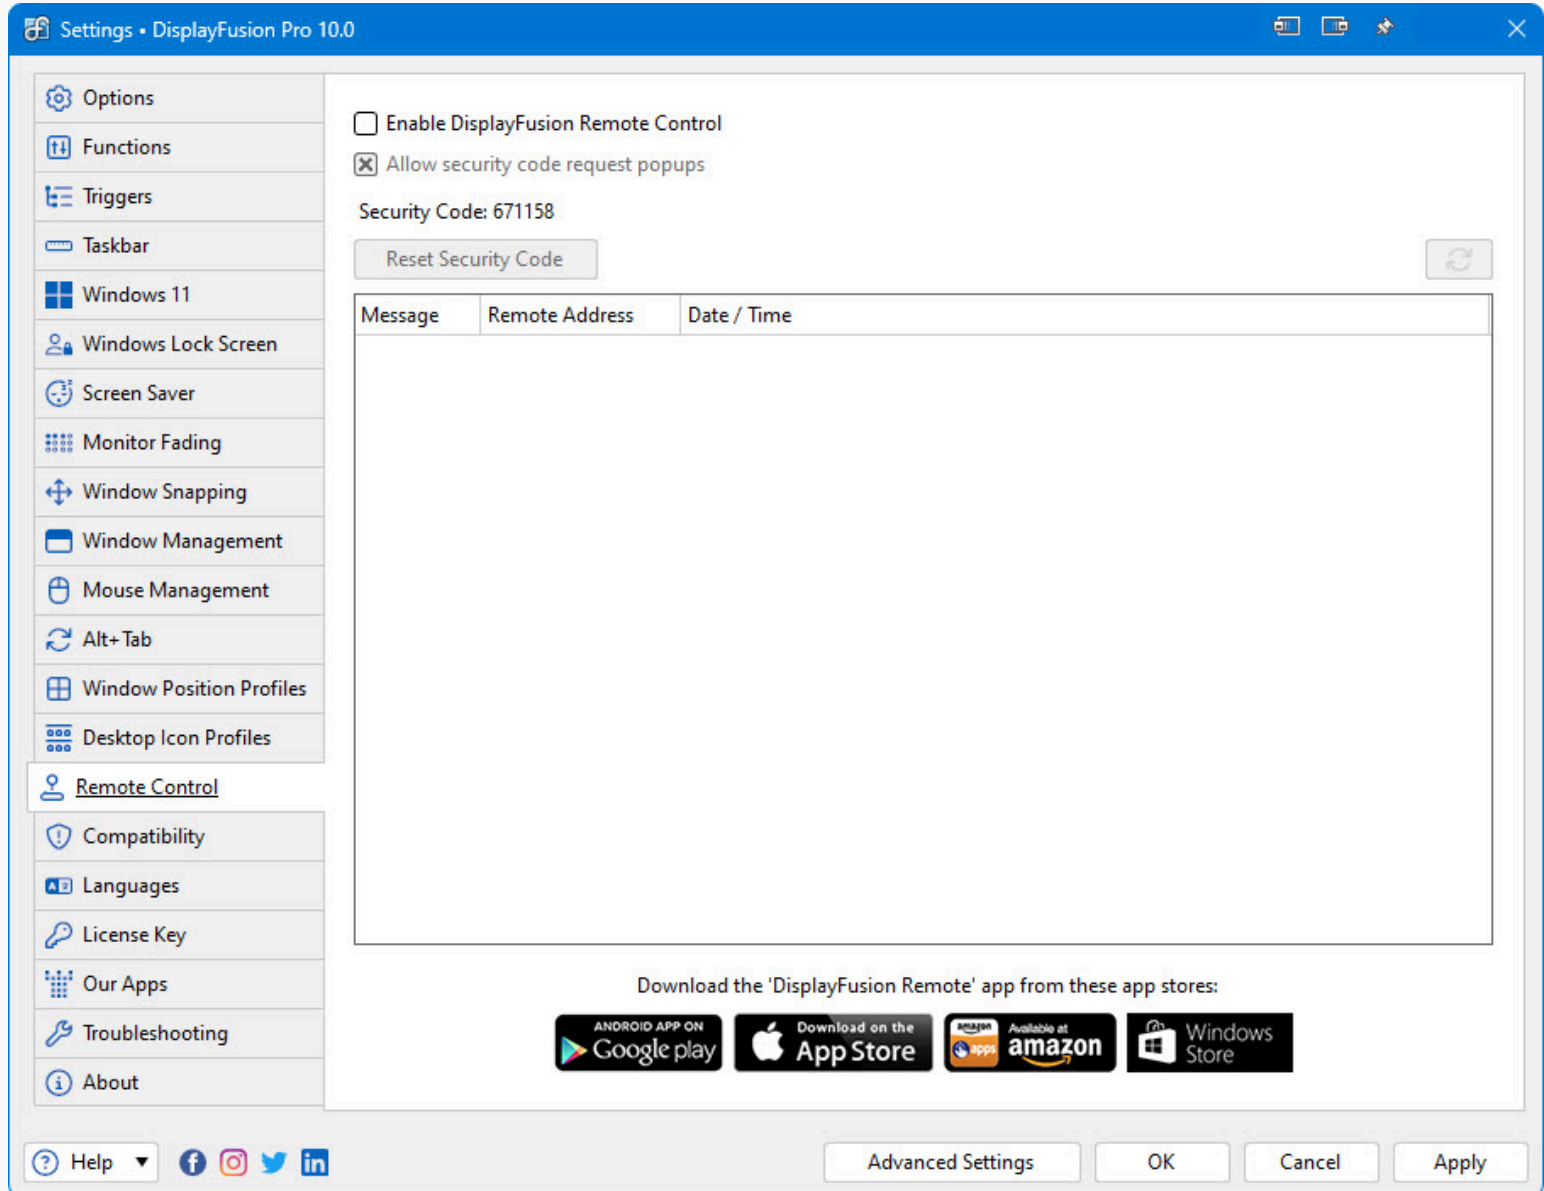 Settings • DisplayFusion Pro 10.0
Options
Functions
Triggers
Taskbar
Windows 11
Windows Lock Screen
Screen Saver
Monitor Fading
Window Snapping
Window Management
Mouse Management
Alt+Tab
Window Position Profiles
Desktop Icon Profiles
Remote Control
Compatibility
Languages
License Key
Our Apps
Troubleshooting
About
Enable DisplayFusion Remote Control
Allow security code request popups
Security Code: 671158
Reset Security Code
Message Remote Address Date / Time
Download the 'DisplayFusion Remote' app from these app stores:
ANDROID APP ON
Google play
Download on the
App Store
amazon
apps
Available at
amazon
Windows
Store
Help
Advanced Settings OK Cancel Apply